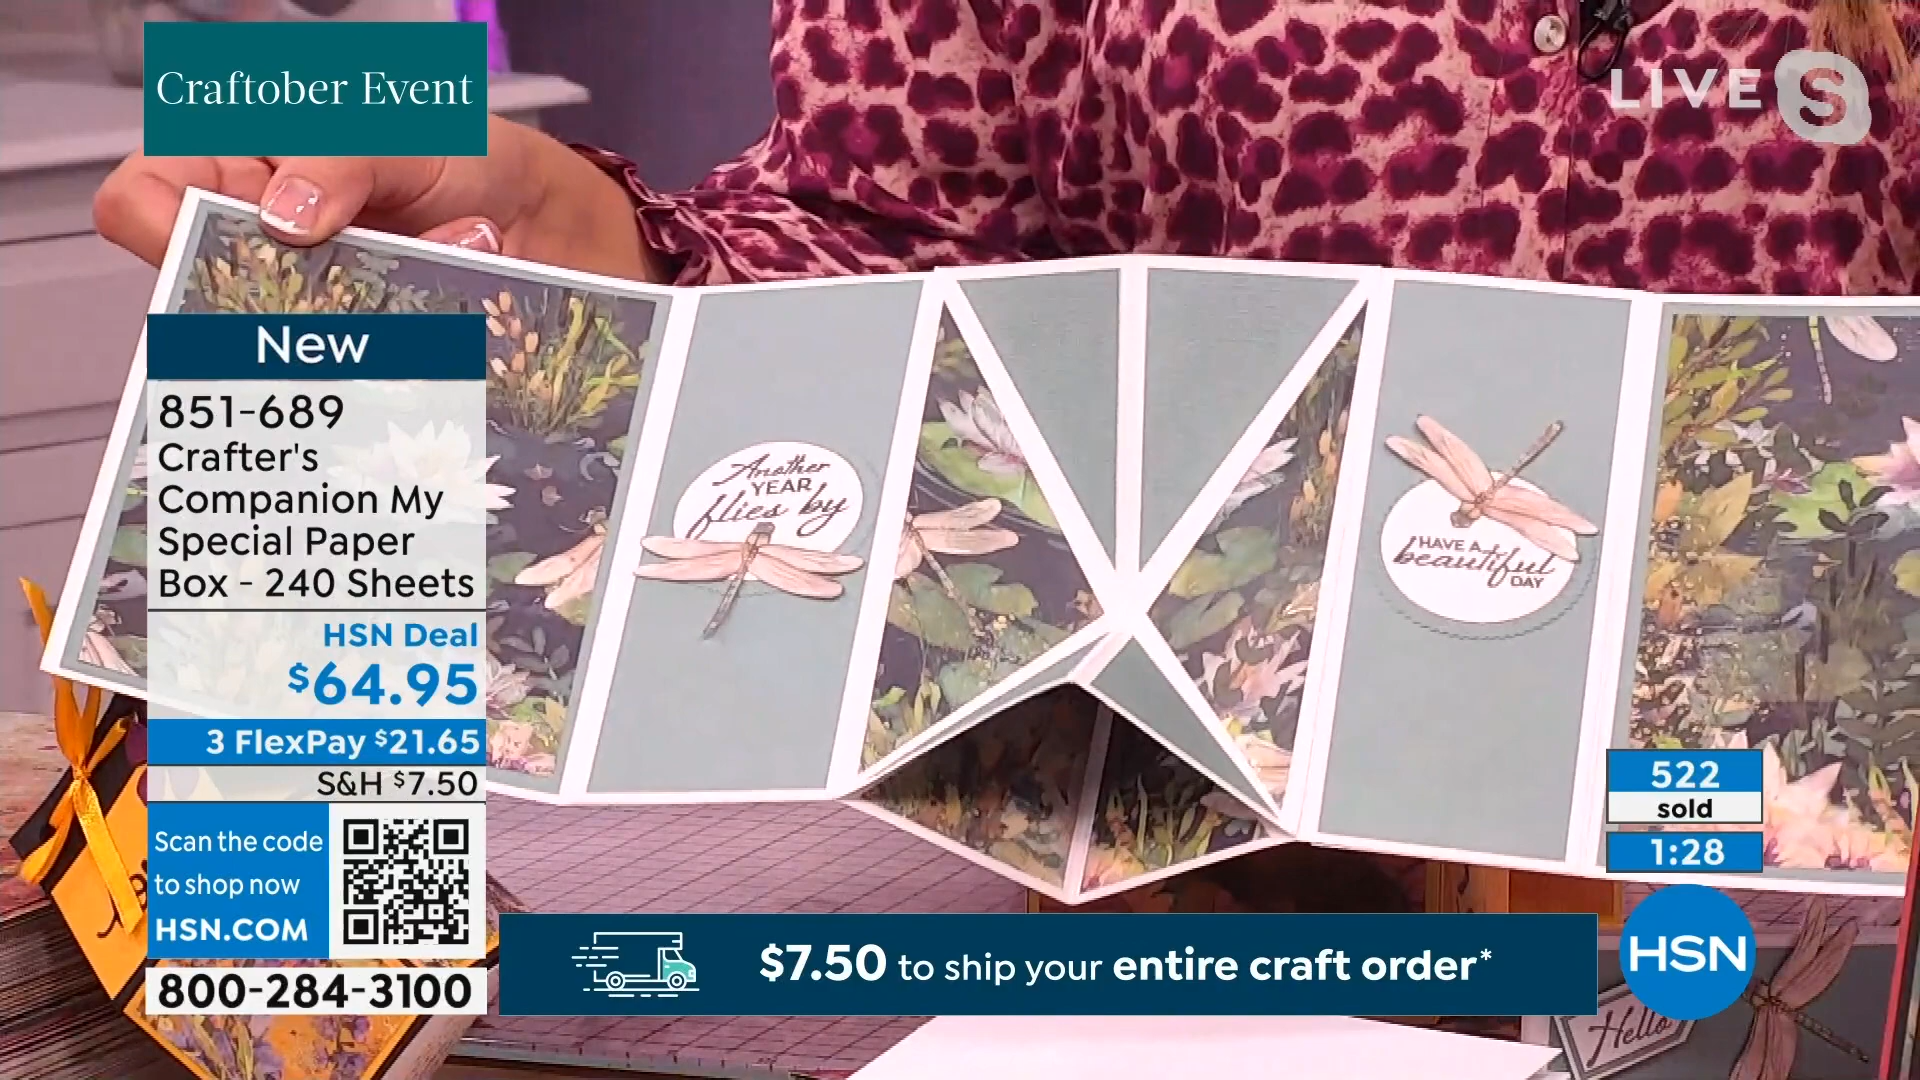 Craftober Event
LIVE S
New
851-689
Crafter's
Companion My
Special Paper
Box - 240 Sheets
HSN Deal
$64.95
3 FlexPay $21.65
S&H $7.50
Scan the code
to shop now
HSN.COM
800-284-3100
Another
YEAR
flies by
HAVE A
beautiful
DAY
522
sold
1:28
$7.50 to ship your entire craft order*
HSN
Hello